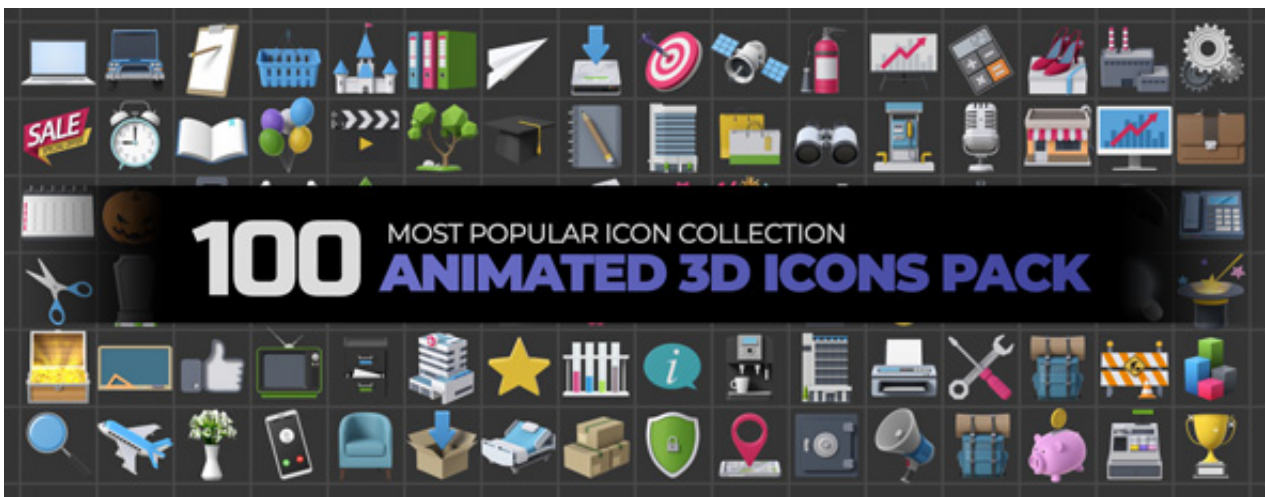 SALE
100
MOST POPULAR ICON COLLECTION
ANIMATED 3D ICONS PACK
i